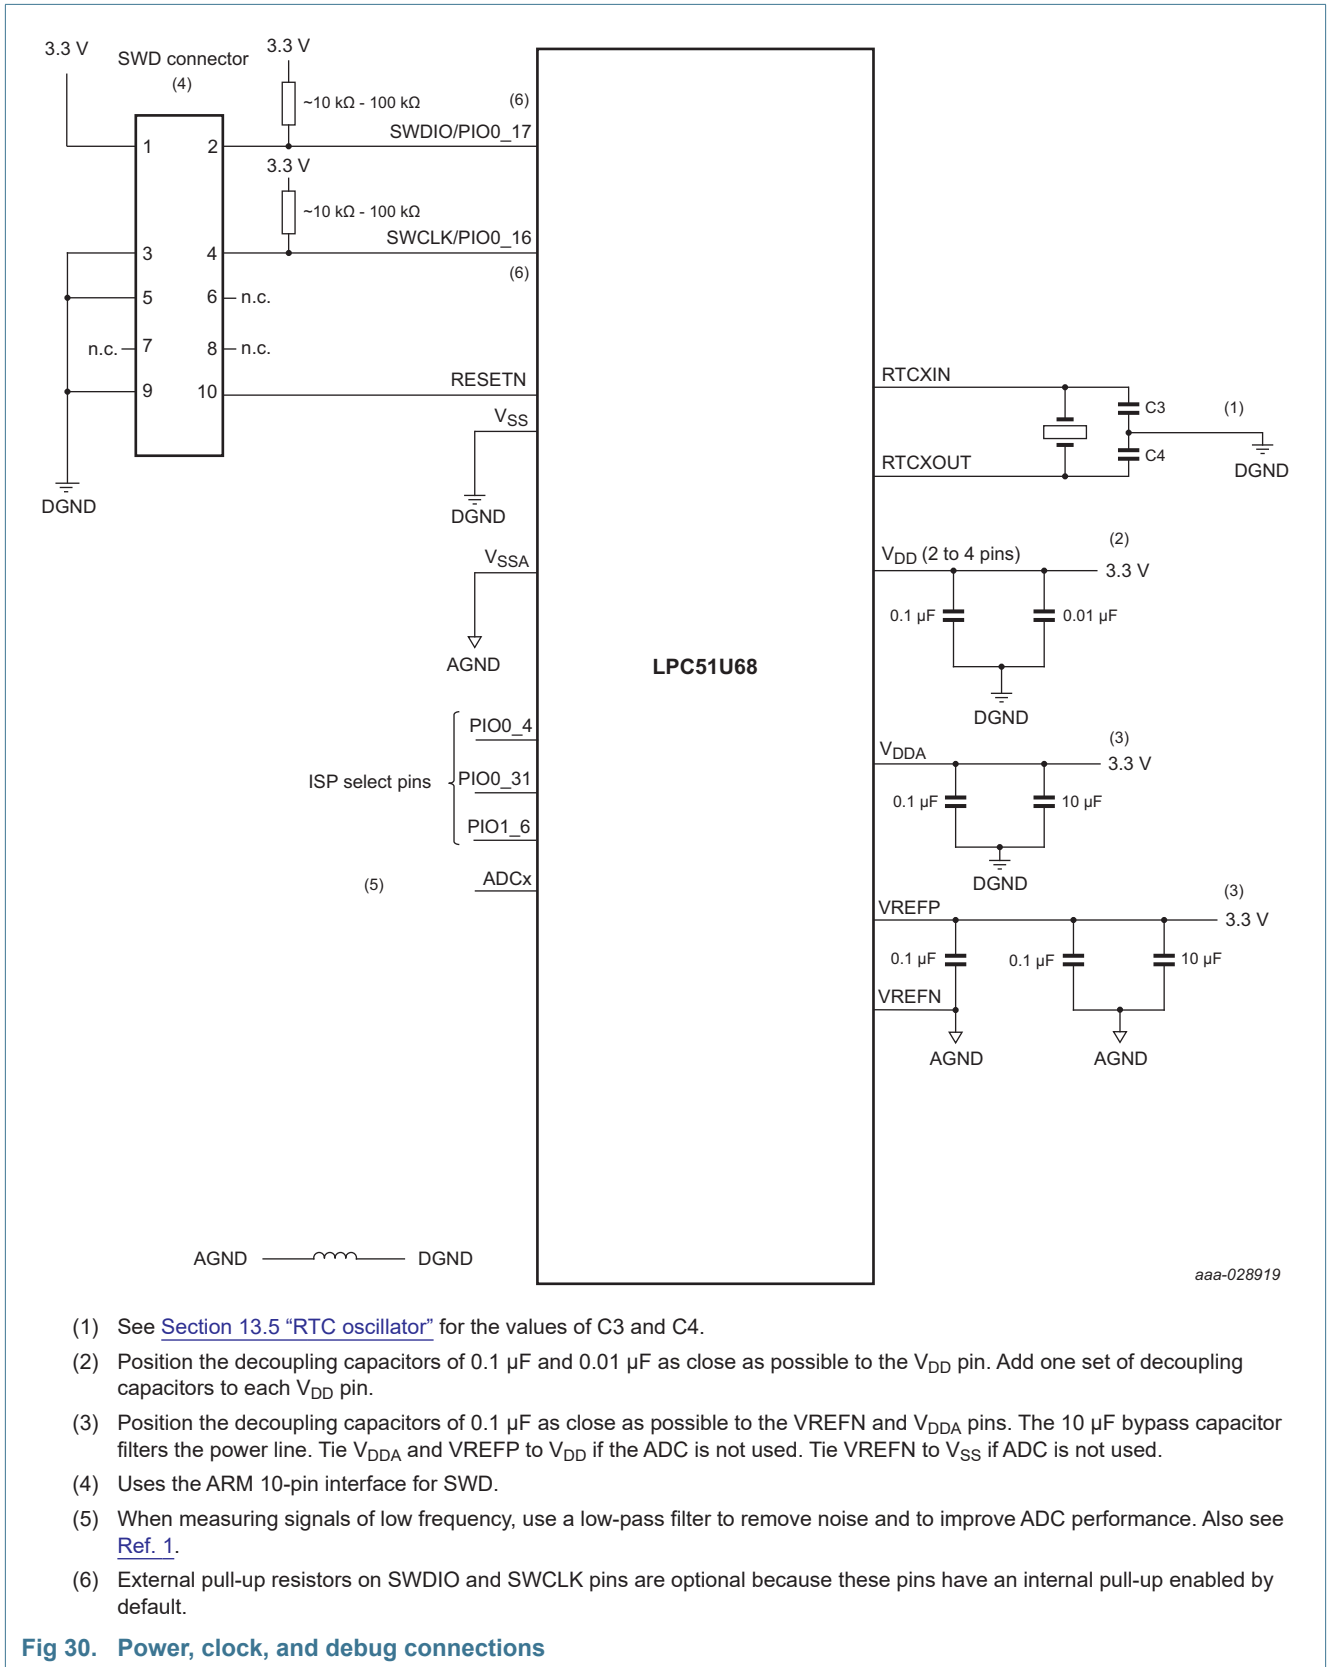 3.3 V
SWD connector
(4)
3.3 V
~10 kΩ - 100 kΩ
(6)
SWDIO/PIO0_17
1
2
3.3 V
~10 kΩ - 100 kΩ
SWCLK/PIO0_16
3
4
(6)
5
6
n.c.
n.c.
7
8
n.c.
9
10
RESETN
VSS
DGND
DGND
VSSA
AGND
LPC51U68
ISP select pins
PIO0_4
PIO0_31
PIO1_6
(5)
ADCx
RTCXIN
C3
(1)
C4
RTCXOUT
DGND
VDD (2 to 4 pins)
(2)
3.3 V
0.1 µF
0.01 µF
DGND
VDDA
(3)
3.3 V
0.1 µF
10 µF
DGND
VREFP
(3)
3.3 V
0.1 µF
0.1 µF
10 µF
VREFN
AGND
AGND
AGND
DGND
aaa-028919
(1) See Section 13.5 “RTC oscillator” for the values of C3 and C4.
(2) Position the decoupling capacitors of 0.1 µF and 0.01 µF as close as possible to the VDD pin. Add one set of decoupling
capacitors to each VDD pin.
(3) Position the decoupling capacitors of 0.1 µF as close as possible to the VREFN and VDDA pins. The 10 µF bypass capacitor
filters the power line. Tie VDDA and VREFP to VDD if the ADC is not used. Tie VREFN to VSS if ADC is not used.
(4) Uses the ARM 10-pin interface for SWD.
(5) When measuring signals of low frequency, use a low-pass filter to remove noise and to improve ADC performance. Also see
Ref. 1.
(6) External pull-up resistors on SWDIO and SWCLK pins are optional because these pins have an internal pull-up enabled by
default.
Fig 30. Power, clock, and debug connections